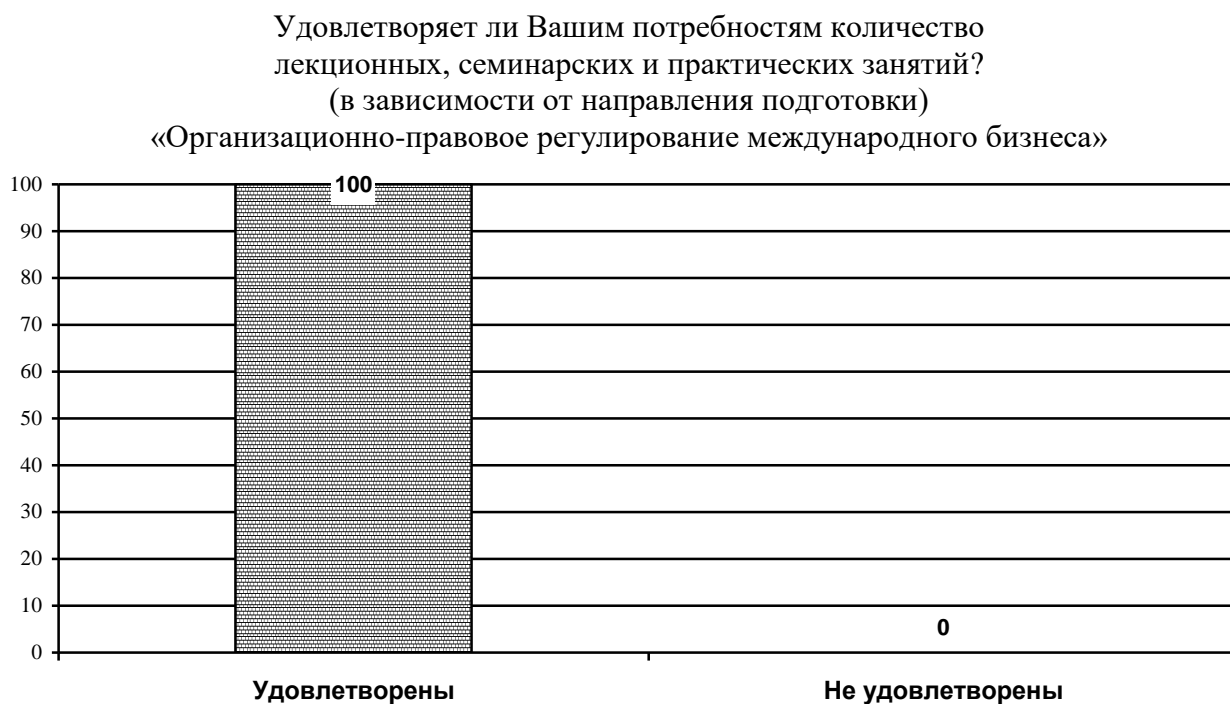 Удовлетворяет ли Вашим потребностям количество
лекционных, семинарских и практических занятий?
(в зависимости от направления подготовки)
«Организационно-правовое регулирование международного бизнеса»
100
100
90
80
70
60
50
40
30
20
10
0
0
Удовлетворены
Не удовлетворены